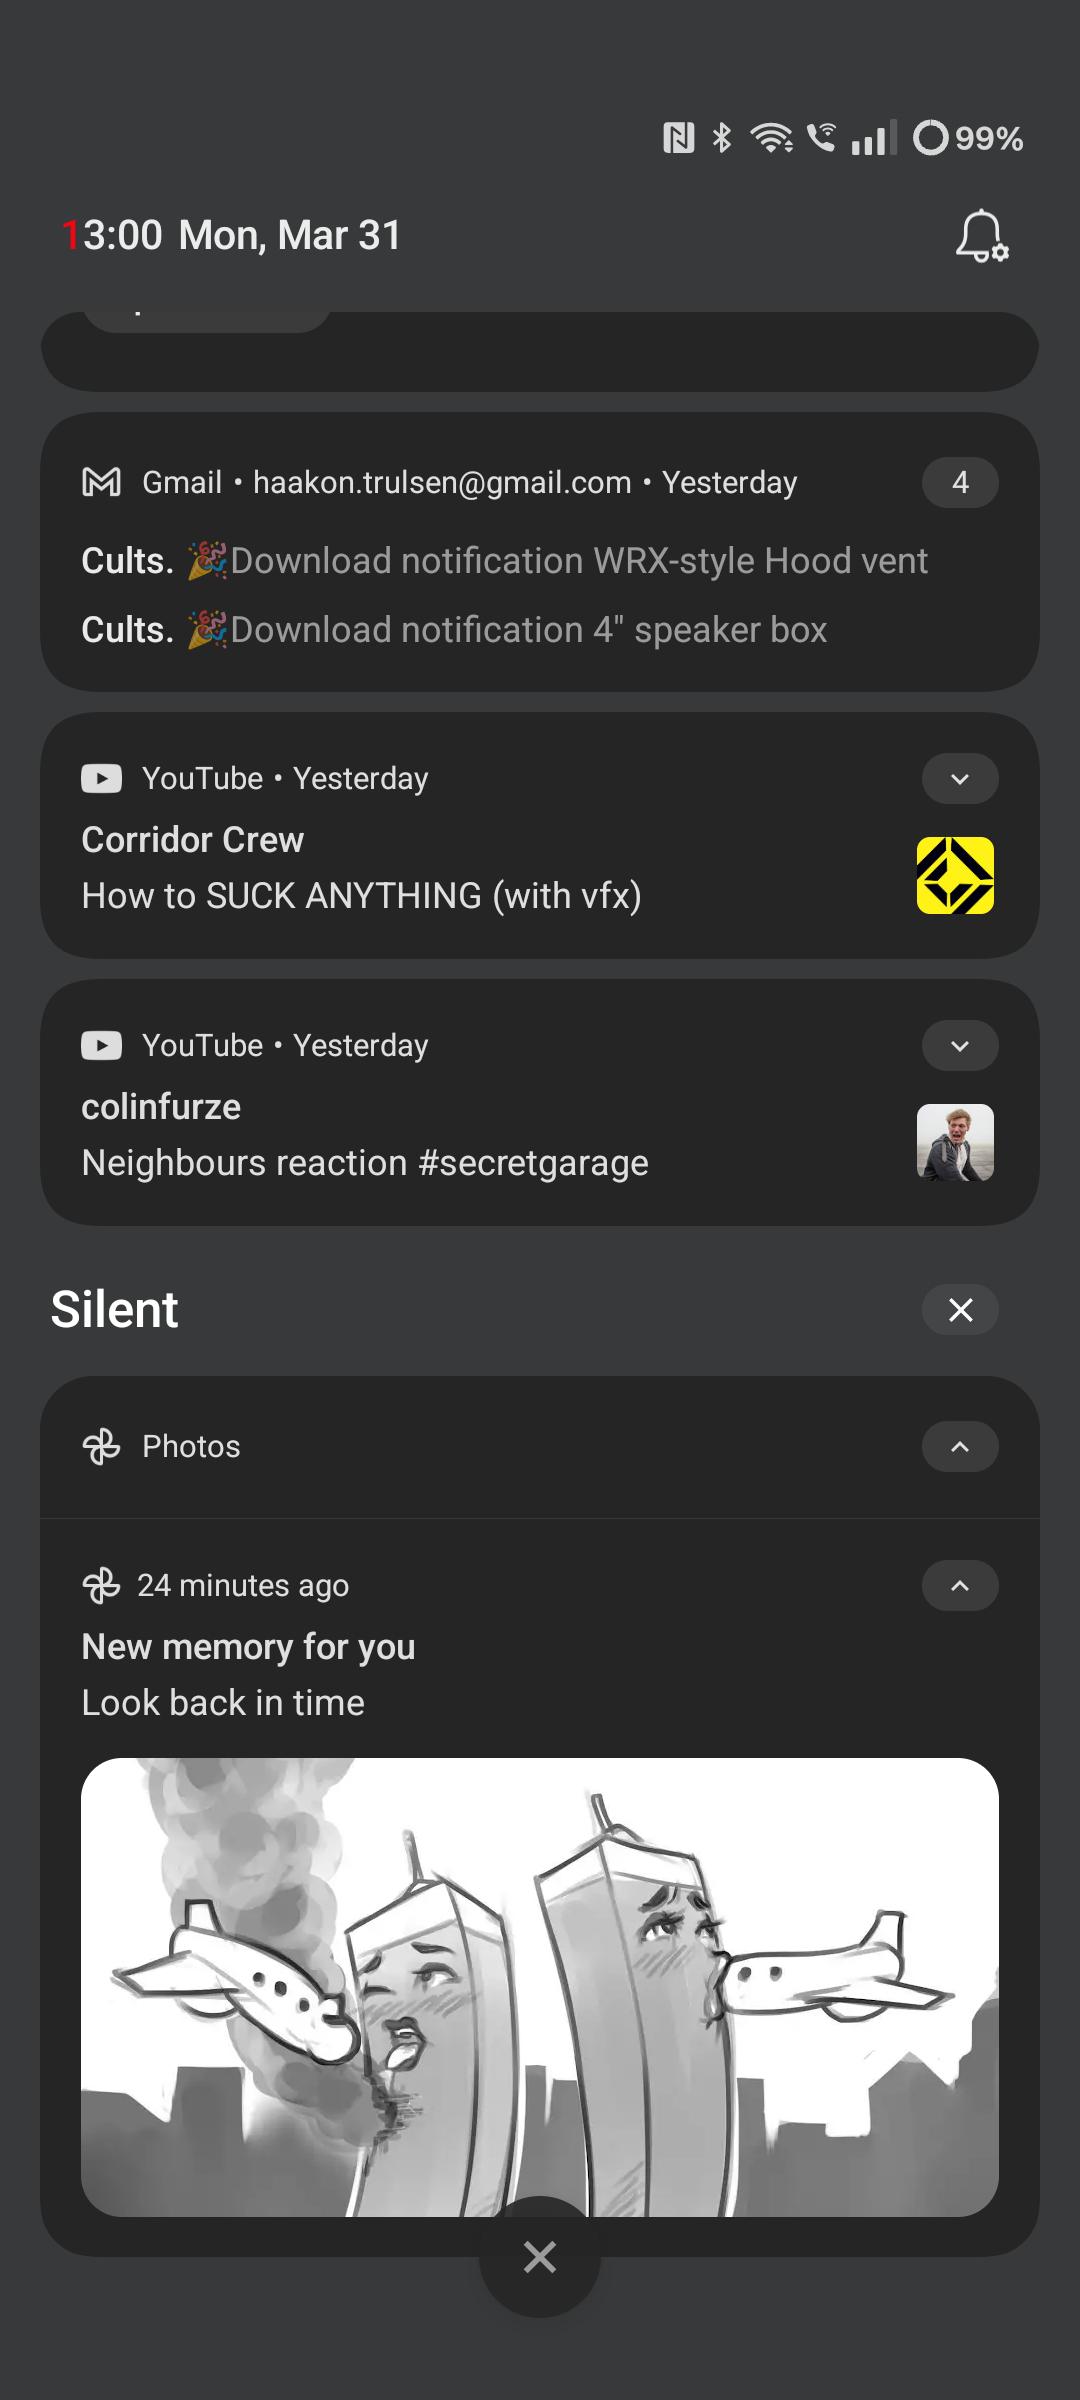 99%
13:00 Mon, Mar 31
Gmail • haakon.trulsen@gmail.com • Yesterday 4
Cults. 🎉Download notification WRX-style Hood vent
Cults. 🎉Download notification 4" speaker box
YouTube • Yesterday
Corridor Crew
How to SUCK ANYTHING (with vfx)
YouTube • Yesterday
colinfurze
Neighbours reaction #secretgarage
Silent
Photos
24 minutes ago
New memory for you
Look back in time